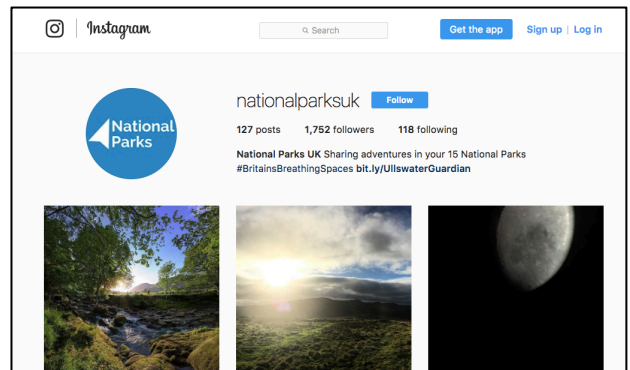 Instagram
Search
Get the app
Sign up | Log in
National
Parks
nationalparksuk
Follow
127 posts 1,752 followers 118 following
National Parks UK Sharing adventures in your 15 National Parks
#BritainsBreathingSpaces bit.ly/UllswaterGuardian